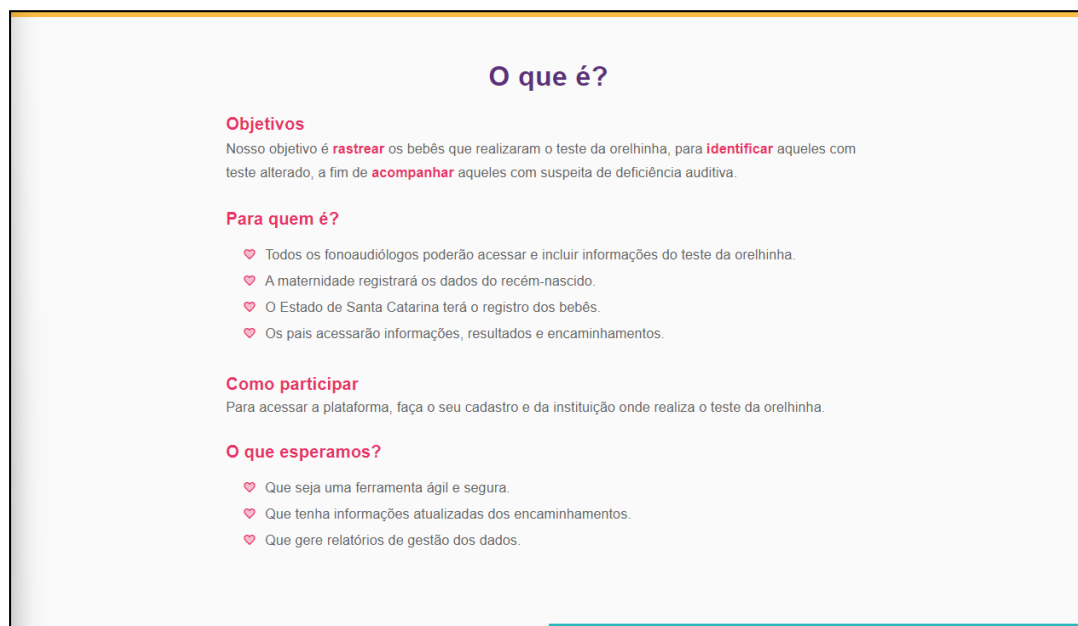 O que é?
Objetivos
Nosso objetivo é rastrear os bebês que realizaram o teste da orelhinha, para identificar aqueles com
teste alterado, a fim de acompanhar aqueles com suspeita de deficiência auditiva.
Para quem é?
Todos os fonoaudiólogos poderão acessar e incluir informações do teste da orelhinha.
A maternidade registrará os dados do recém-nascido.
O Estado de Santa Catarina terá o registro dos bebês.
Os pais acessarão informações, resultados e encaminhamentos.
Como participar
Para acessar a plataforma, faça o seu cadastro e da instituição onde realiza o teste da orelhinha.
O que esperamos?
Que seja uma ferramenta ágil e segura.
Que tenha informações atualizadas dos encaminhamentos.
Que gere relatórios de gestão dos dados.